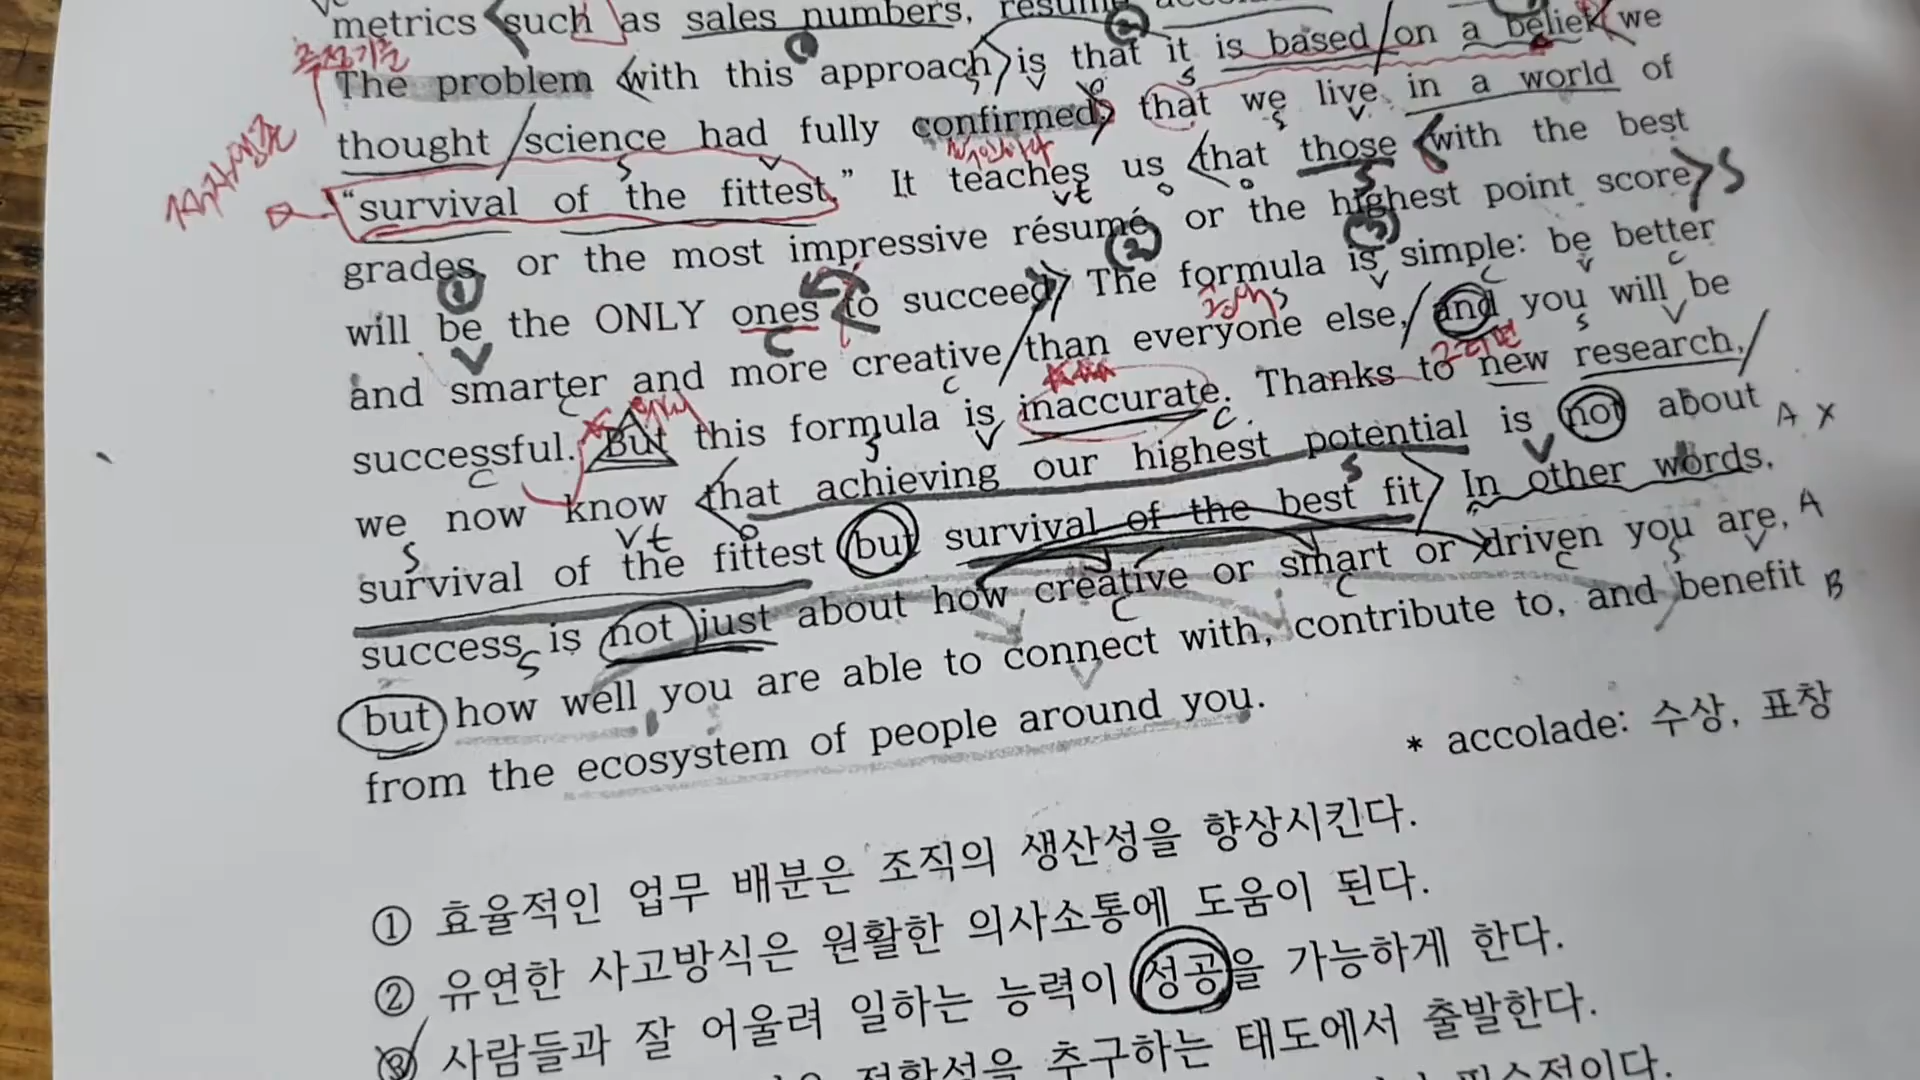 metrics such as sales numbers,
The problem with this approach is that it is based on a belief we
thought science had fully confirmed, that we live in a world of
"survival of the fittest." It teaches us that those with the best
grades, or the most impressive résumé, or the highest point score
will be the ONLY ones to succeed. The formula is simple: be better
and smarter and more creative than everyone else, and you will be
successful. But this formula is inaccurate. Thanks to new research,
we now know that achieving our highest potential is not about
survival of the fittest but survival of the best fit. In other words,
success is not just about how creative or smart or driven you are,
but how well you are able to connect with, contribute to, and benefit
from the ecosystem of people around you.
* accolade: 수상, 표창
① 효율적인 업무 배분은 조직의 생산성을 향상시킨다.
② 유연한 사고방식은 원활한 의사소통에 도움이 된다.
③ 사람들과 잘 어울려 일하는 능력이 성공을 가능하게 한다.
추구하는 태도에서 출발한다.
필수적이다.